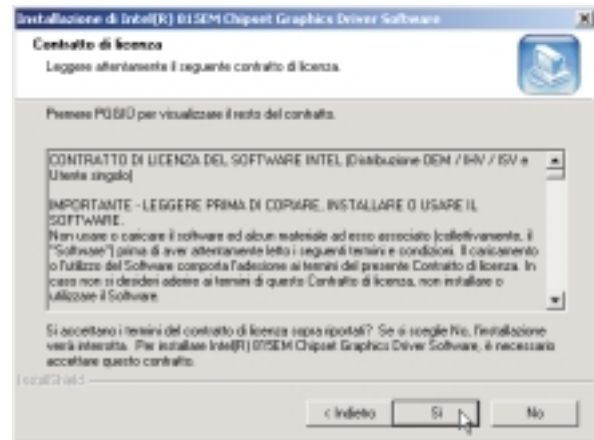 Installazione di Intel(R) 815EM Chipset Graphics Driver Software
Contratto di licenza
Leggere attentamente il seguente contratto di licenza.
Premere PGGIÙ per visualizzare il resto del contratto.
CONTRATTO DI LICENZA DEL SOFTWARE INTEL (Distribuzione OEM / IHV / ISV e
Utente singolo)
IMPORTANTE - LEGGERE PRIMA DI COPIARE, INSTALLARE O USARE IL
SOFTWARE.
Non usare o caricare il software ed alcun materiale ad esso associato (collettivamente, il
"Software") prima di aver attentamente letto i seguenti termini e condizioni. Il caricamento
o l'utilizzo del Software comporta l'adesione ai termini del presente Contratto di licenza. In
caso non si desideri aderire ai termini di questo Contratto di licenza, non installare o
utilizzare il Software.
Si accettano i termini del contratto di licenza sopra riportati? Se si sceglie No, l'installazione
verrà interrotta. Per installare Intel(R) 815EM Chipset Graphics Driver Software, è necessario
accettare questo contratto.
InstallShield
< Indietro
Sì
No